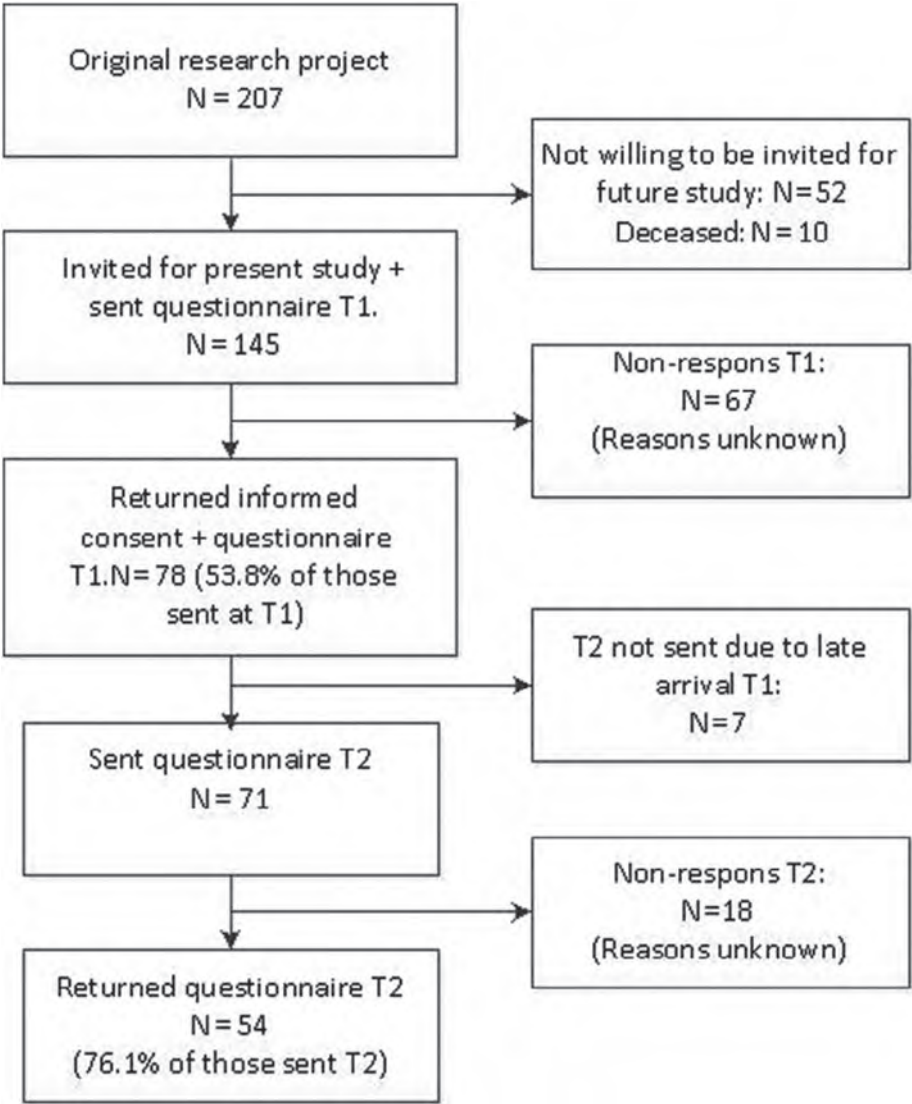 Original research project
N = 207
Not willing to be invited for
future study: N=52
Deceased: N=10
Invited for present study +
sent questionnaire T1.
N = 145
Non-respons T1:
N=67
(Reasons unknown)
Returned informed
consent + questionnaire
T1.N= 78 (53.8% of those
sent at T1)
T2 not sent due to late
arrival T1:
N=7
Sent questionnaire T2
N = 71
Non-respons T2:
N=18
(Reasons unknown)
Returned questionnaire T2
N = 54
(76.1% of those sent T2)